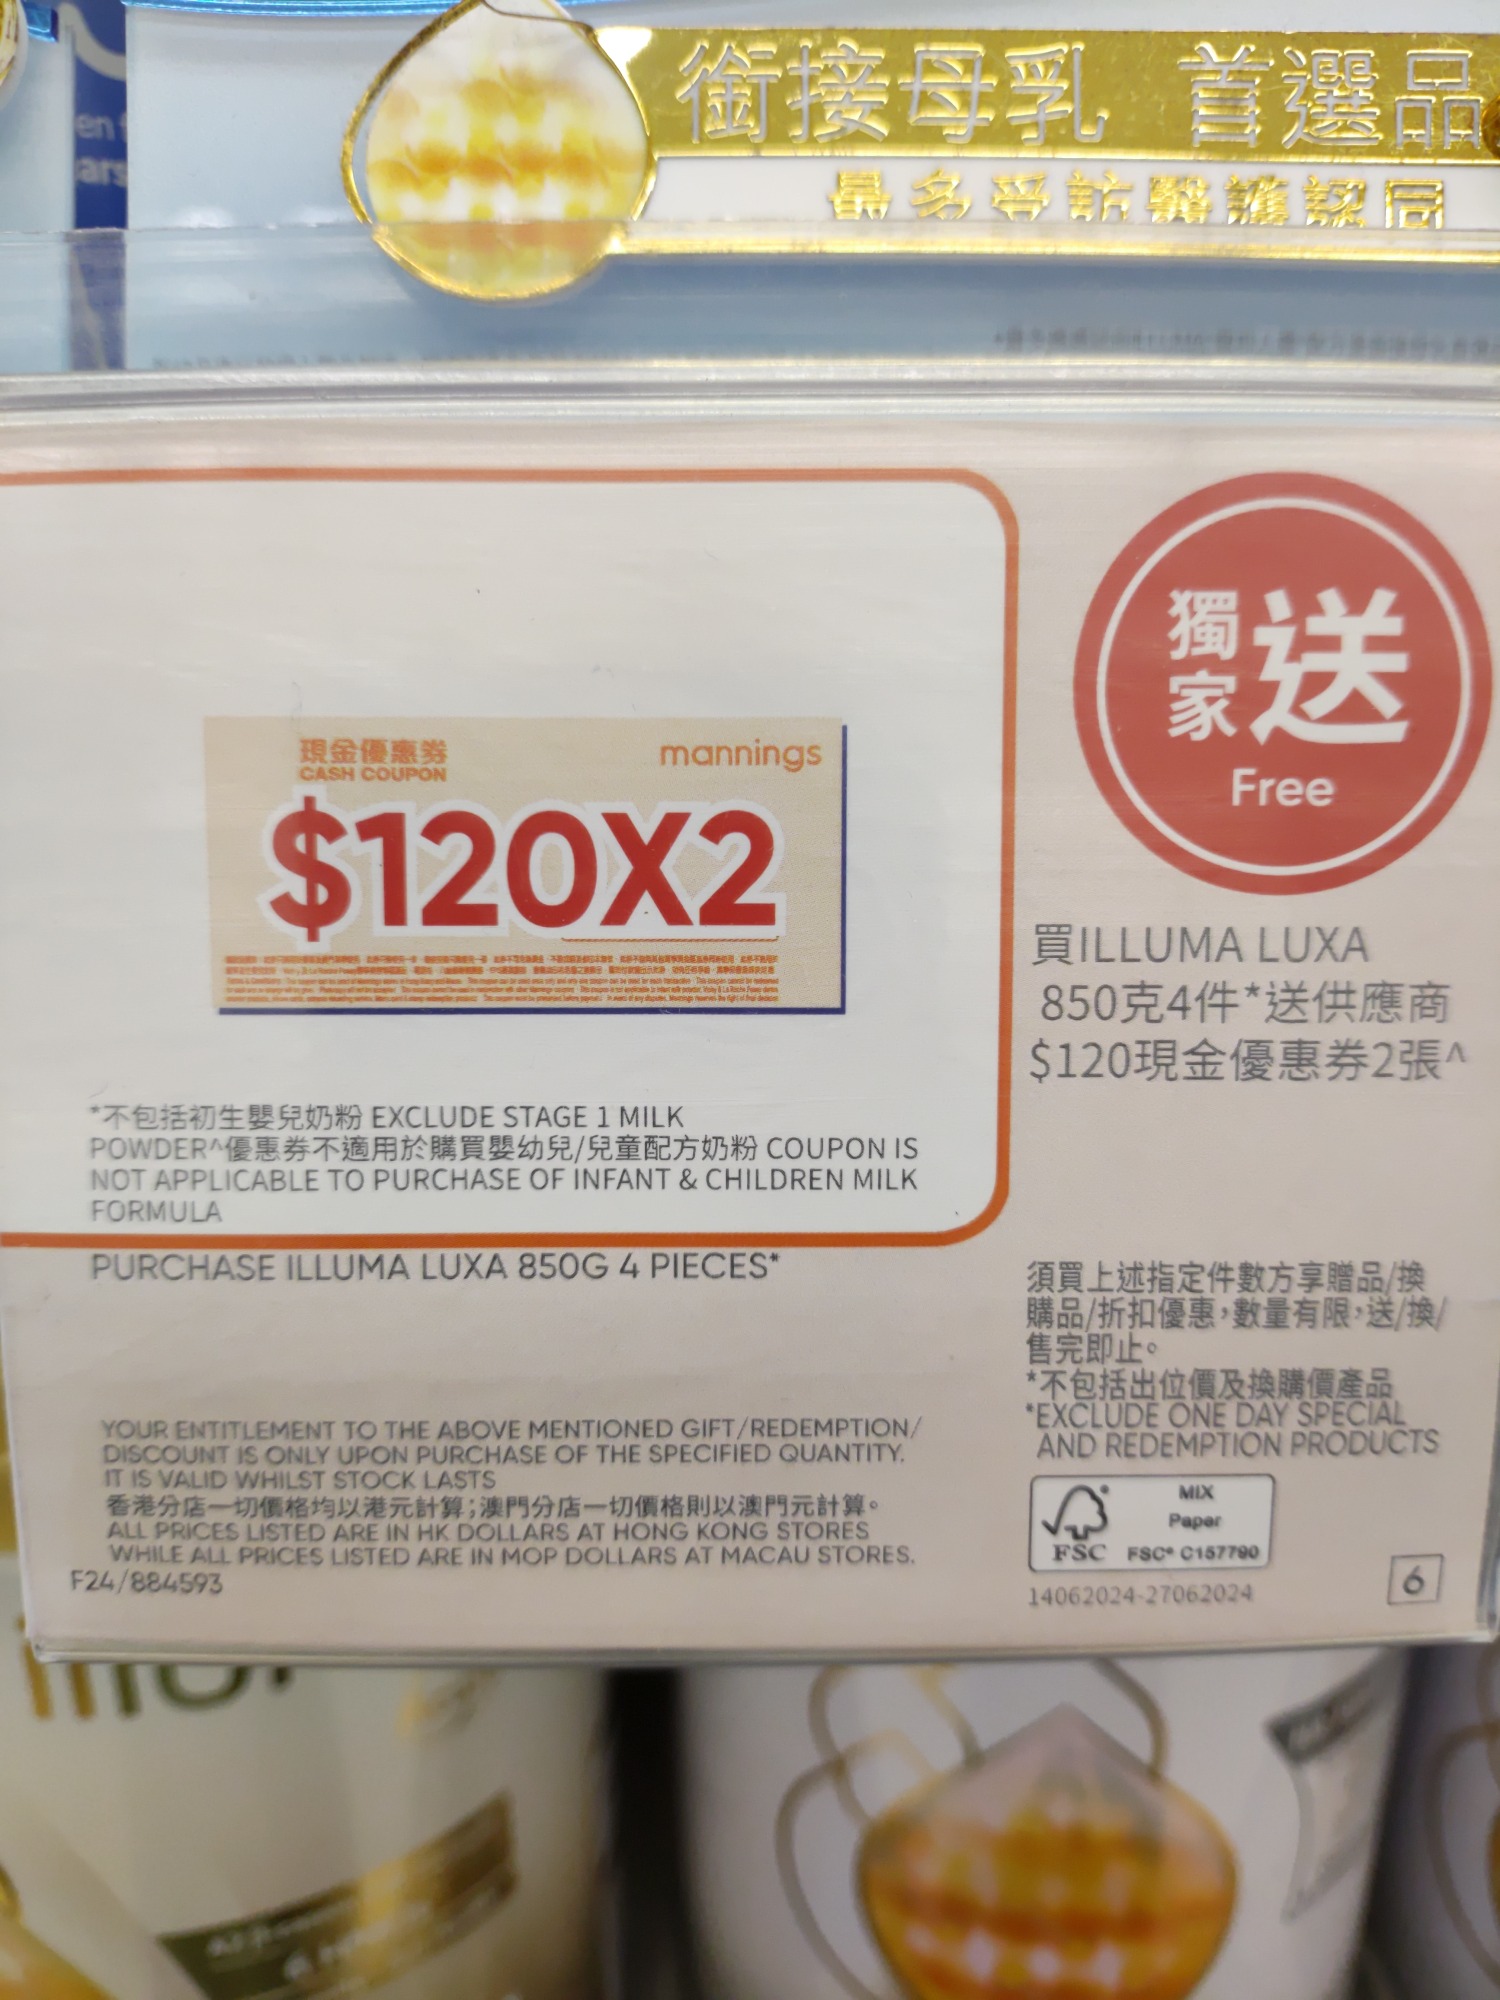 銜接母乳 首選品
最多受訪醫護認同
獨家送
Free
現金優惠券
CASH COUPON
mannings
$120X2
買ILLUMA LUXA
850克4件*送供應商
$120現金優惠券2張^
*不包括初生嬰兒奶粉 EXCLUDE STAGE 1 MILK
POWDER^優惠券不適用於購買嬰幼兒/兒童配方奶粉 COUPON IS
NOT APPLICABLE TO PURCHASE OF INFANT & CHILDREN MILK
FORMULA
PURCHASE ILLUMA LUXA 850G 4 PIECES*
須買上述指定件數方享贈品/換
購品/折扣優惠，數量有限，送/換/
售完即止。
*不包括出位價及換購價產品
*EXCLUDE ONE DAY SPECIAL
AND REDEMPTION PRODUCTS
YOUR ENTITLEMENT TO THE ABOVE MENTIONED GIFT/REDEMPTION/
DISCOUNT IS ONLY UPON PURCHASE OF THE SPECIFIED QUANTITY.
IT IS VALID WHILST STOCK LASTS
香港分店一切價格均以港元計算；澳門分店一切價格則以澳門元計算。
ALL PRICES LISTED ARE IN HK DOLLARS AT HONG KONG STORES
WHILE ALL PRICES LISTED ARE IN MOP DOLLARS AT MACAU STORES.
F24/884593
MIX
Paper
FSC FSC® C157790
14062024-27062024
6